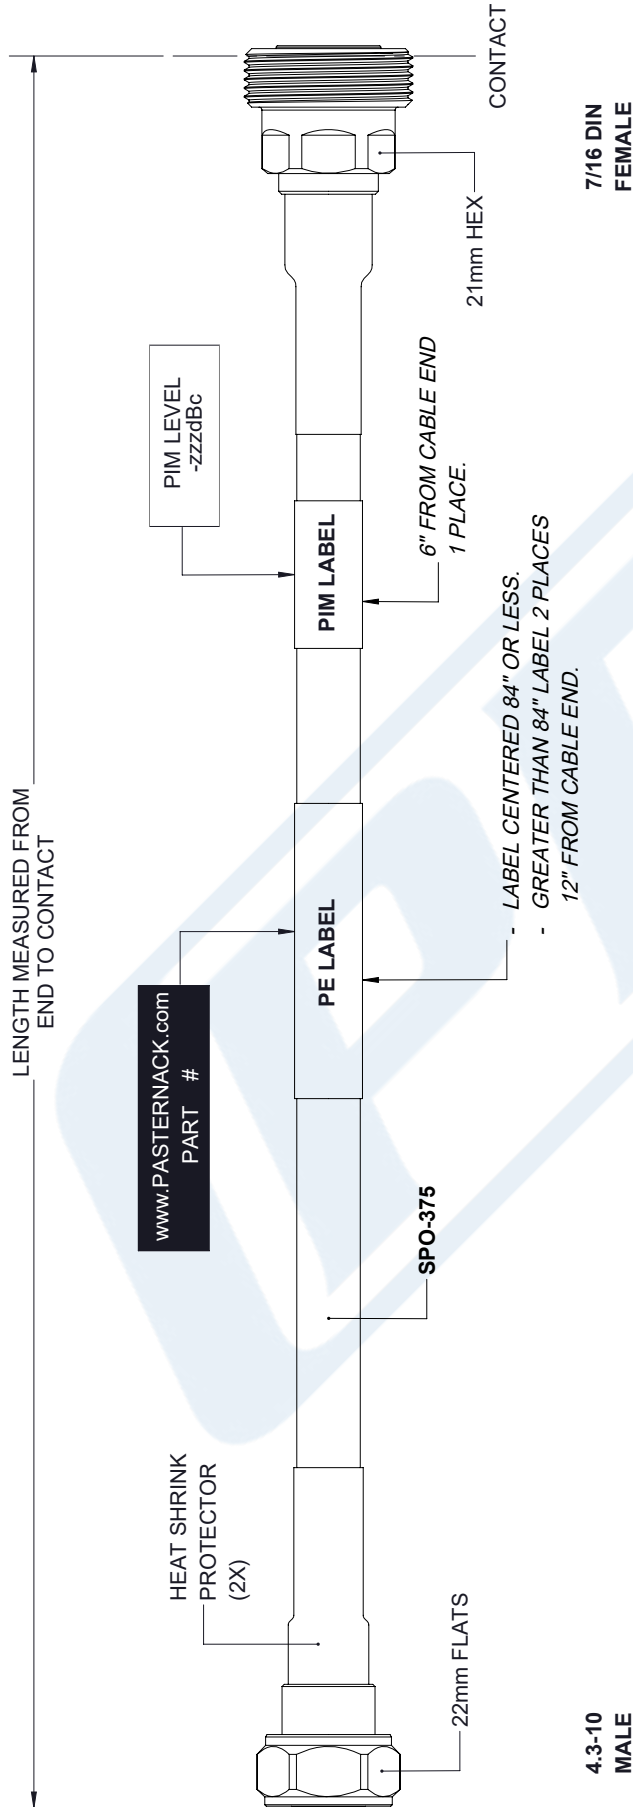 LENGTH MEASURED FROM
END TO CONTACT
CONTACT
www.PASTERNACK.com
PART #
PIM LEVEL
-zzzdBc
HEAT SHRINK
PROTECTOR
(2X)
PE LABEL
PIM LABEL
22mm FLATS
SPO-375
- LABEL CENTERED 84" OR LESS.
- GREATER THAN 84" LABEL 2 PLACES
12" FROM CABLE END.
6" FROM CABLE END
1 PLACE.
21mm HEX
4.3-10
MALE
7/16 DIN
FEMALE